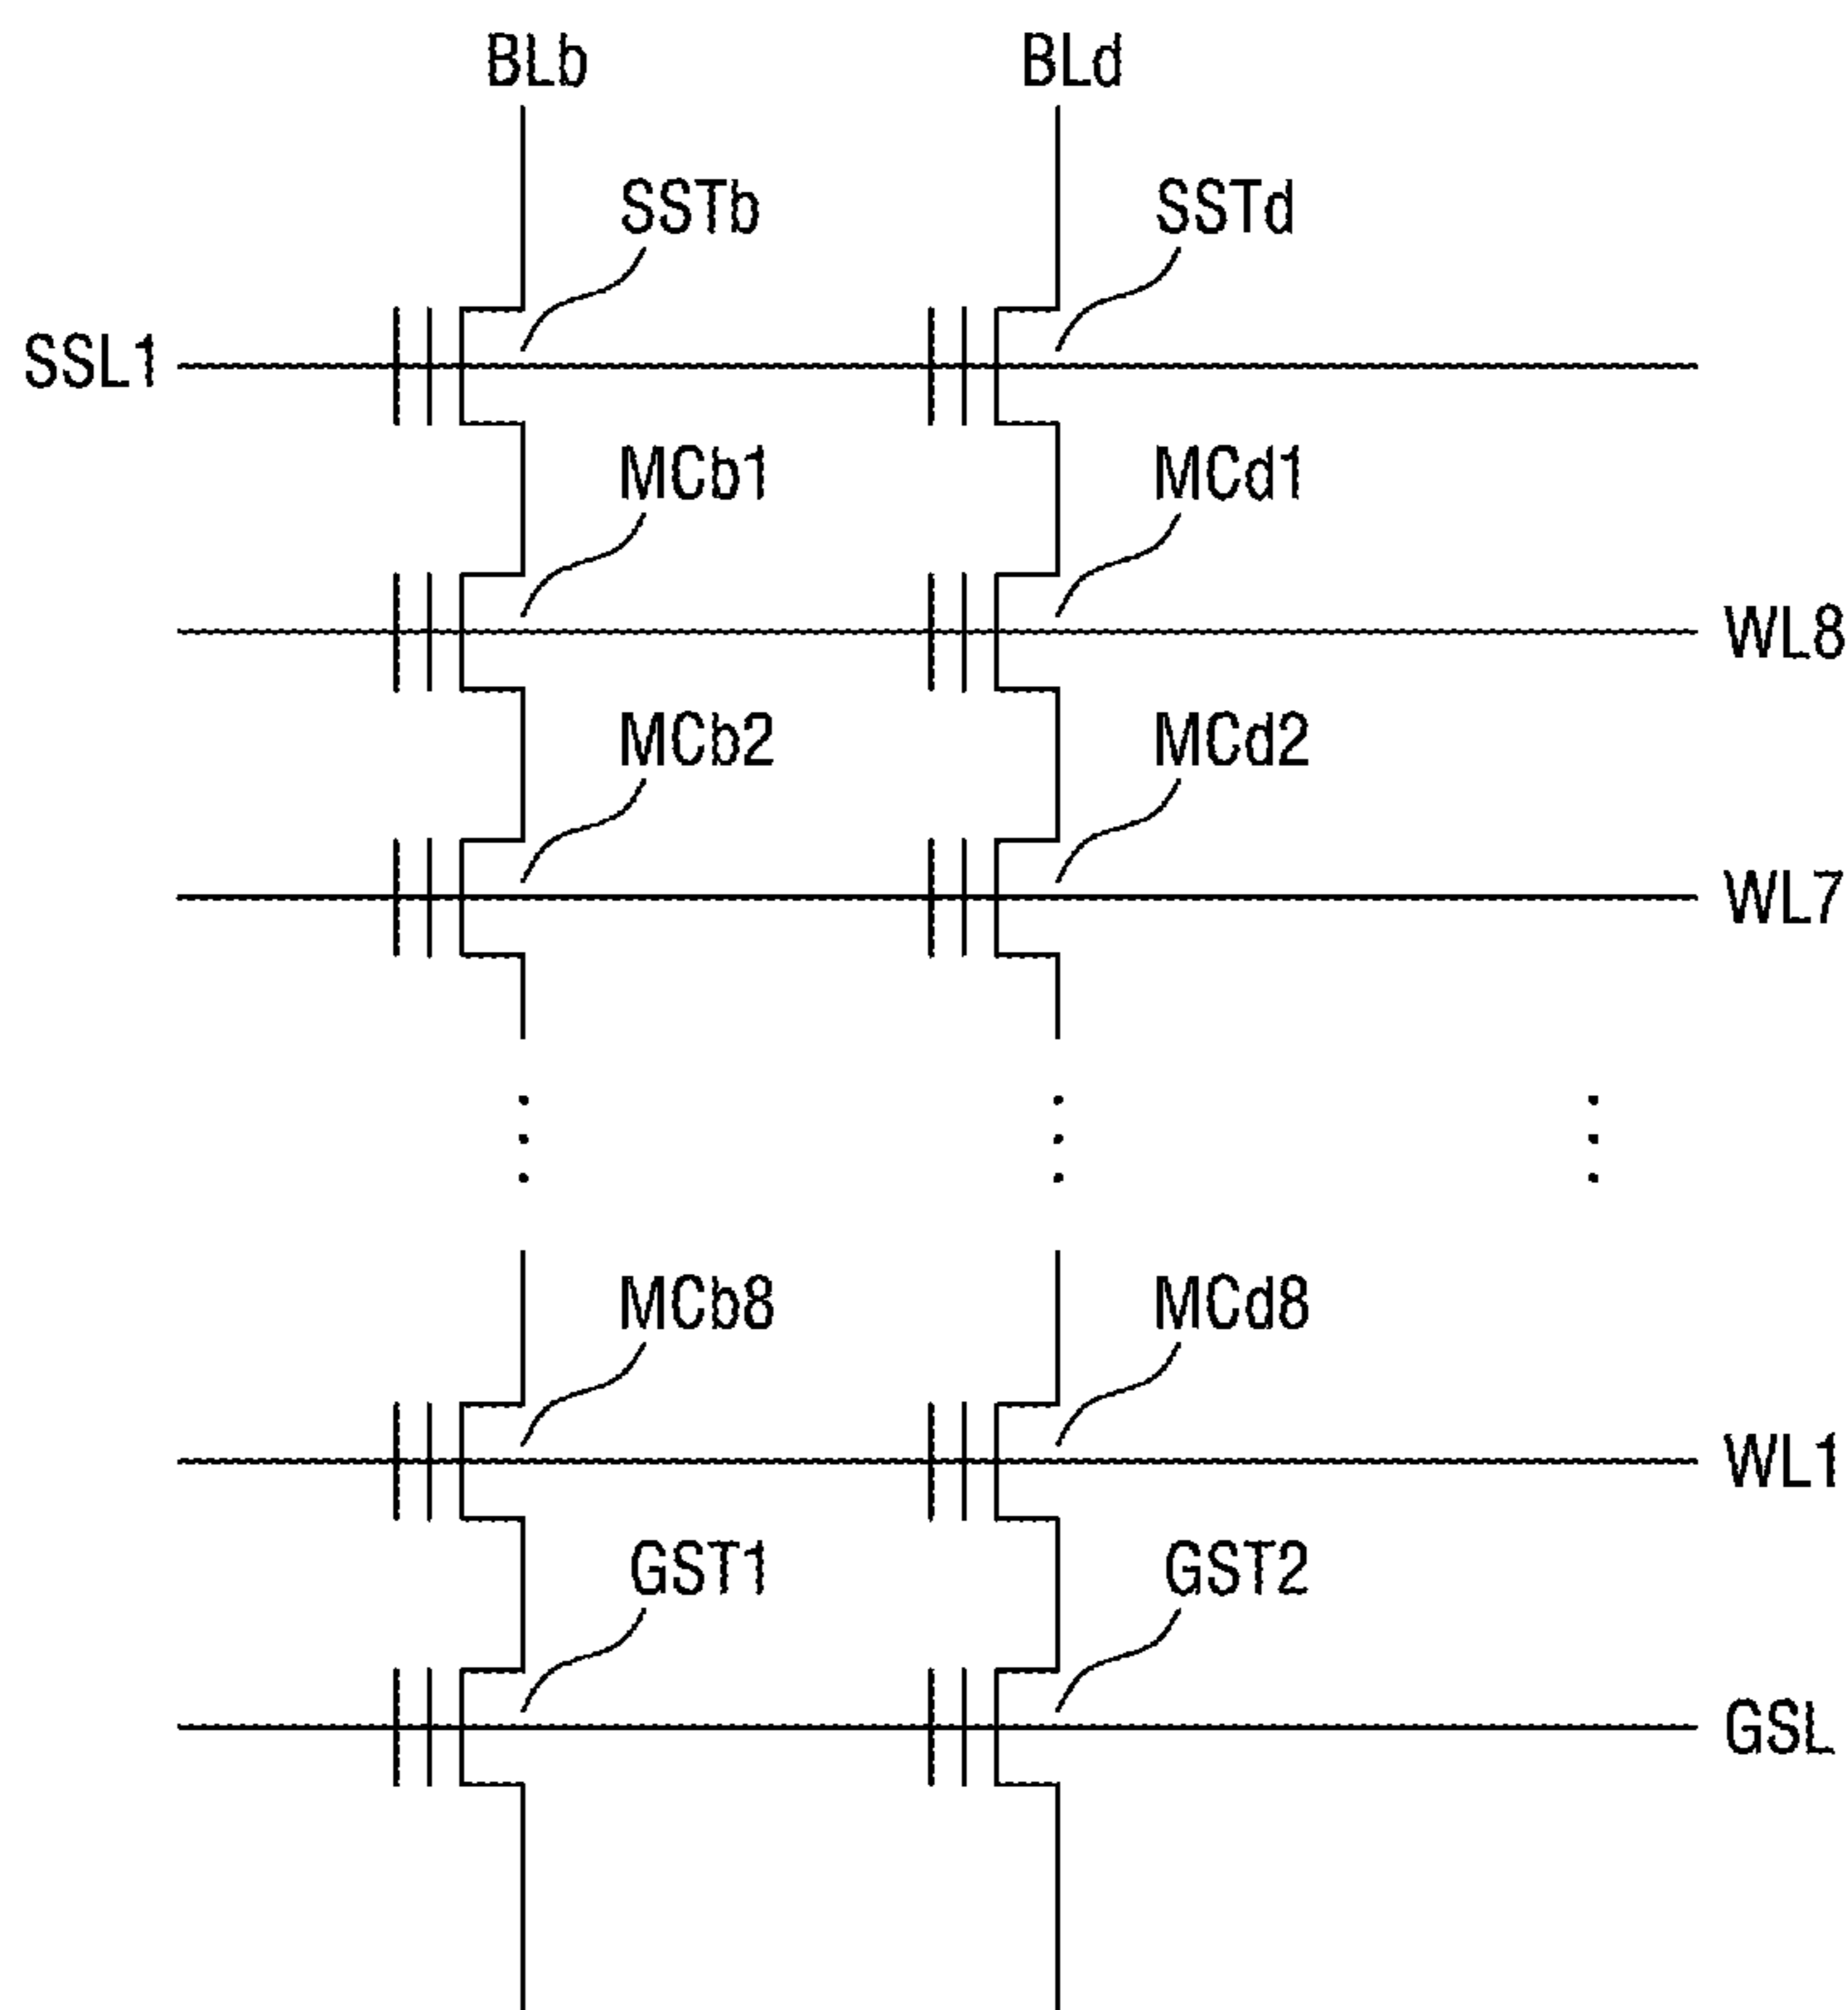 BLb BLd
SSTb SSTd
SSL1
MCb1 MCd1
WL8
MCb2 MCd2
WL7
MCb8 MCd8
WL1
GST1 GST2
GSL